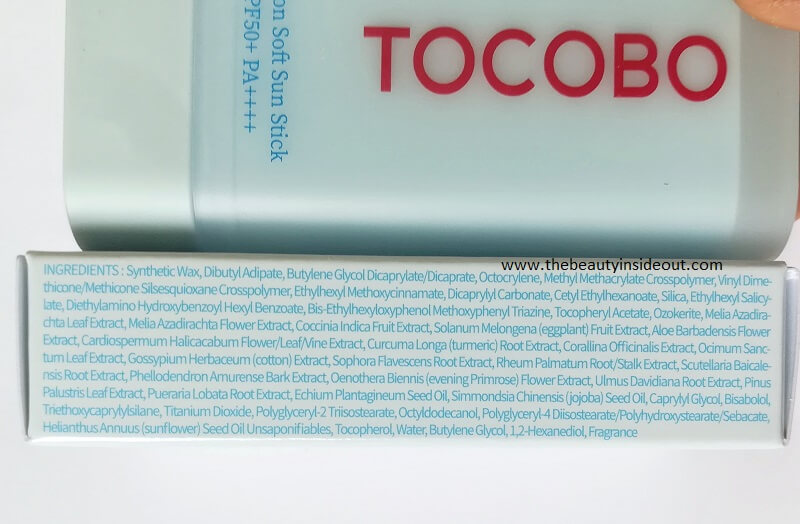 TOCOBO
on Soft Sun Stick
PF50+ PA++++
www.thebeautyinsideout.com
INGREDIENTS : Synthetic Wax, Dibutyl Adipate, Butylene Glycol Dicaprylate/Dicaprate, Octocrylene, Methyl Methacrylate Crosspolymer, Vinyl Dime-
thicone/Methicone Silsesquioxane Crosspolymer, Ethylhexyl Methoxycinnamate, Dicaprylyl Carbonate, Cetyl Ethylhexanoate, Silica, Ethylhexyl Salicy-
late, Diethylamino Hydroxybenzoyl Hexyl Benzoate, Bis-Ethylhexyloxyphenol Methoxyphenyl Triazine, Tocopheryl Acetate, Ozokerite, Melia Azadira-
chta Leaf Extract, Melia Azadirachta Flower Extract, Coccinia Indica Fruit Extract, Solanum Melongena (eggplant) Fruit Extract, Aloe Barbadensis Flower
Extract, Cardiospermum Halicacabum Flower/Leaf/Vine Extract, Curcuma Longa (turmeric) Root Extract, Corallina Officinalis Extract, Ocimum Sanc-
tum Leaf Extract, Gossypium Herbaceum (cotton) Extract, Sophora Flavescens Root Extract, Rheum Palmatum Root/Stalk Extract, Scutellaria Baicale-
nsis Root Extract, Phellodendron Amurense Bark Extract, Oenothera Biennis (evening Primrose) Flower Extract, Ulmus Davidiana Root Extract, Pinus
Palustris Leaf Extract, Pueraria Lobata Root Extract, Echium Plantagineum Seed Oil, Simmondsia Chinensis (jojoba) Seed Oil, Caprylyl Glycol, Bisabolol,
Triethoxycaprylylsilane, Titanium Dioxide, Polyglyceryl-2 Triisostearate, Octyldodecanol, Polyglyceryl-4 Diisostearate/Polyhydroxystearate/Sebacate,
Helianthus Annuus (sunflower) Seed Oil Unsaponifiables, Tocopherol, Water, Butylene Glycol, 1,2-Hexanediol, Fragrance